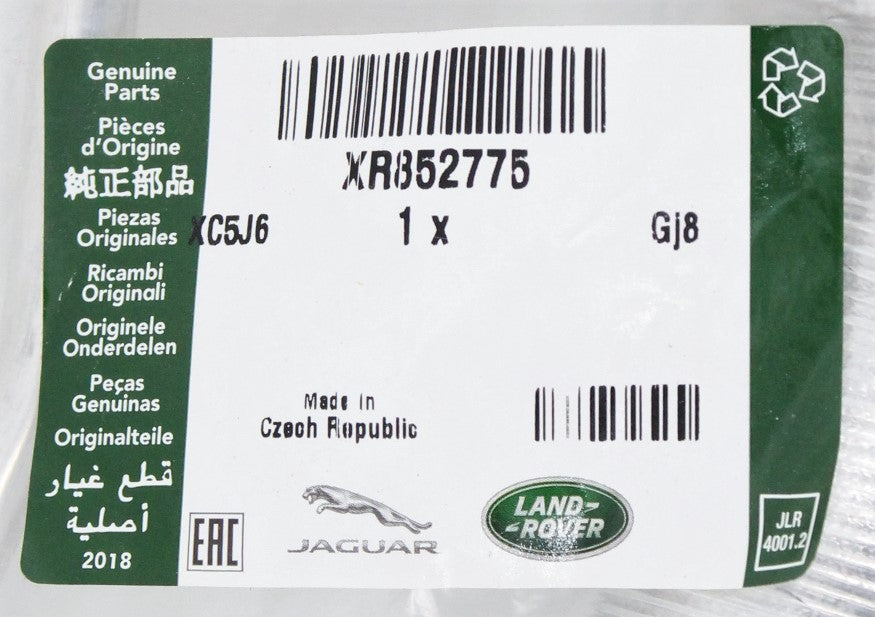 Genuine
Parts
Pièces
d'Origine
純正部品
Piezas
Originales
Ricambi
Originali
Originele
Onderdelen
Peças
Genuinas
Originalteile
قطع غيار
أصلية
2018
XR852775
XC5J6 1 x Gj8
Made in
Czech Republic
EAC
JAGUAR
LAND-
-ROVER
JLR
4001.2